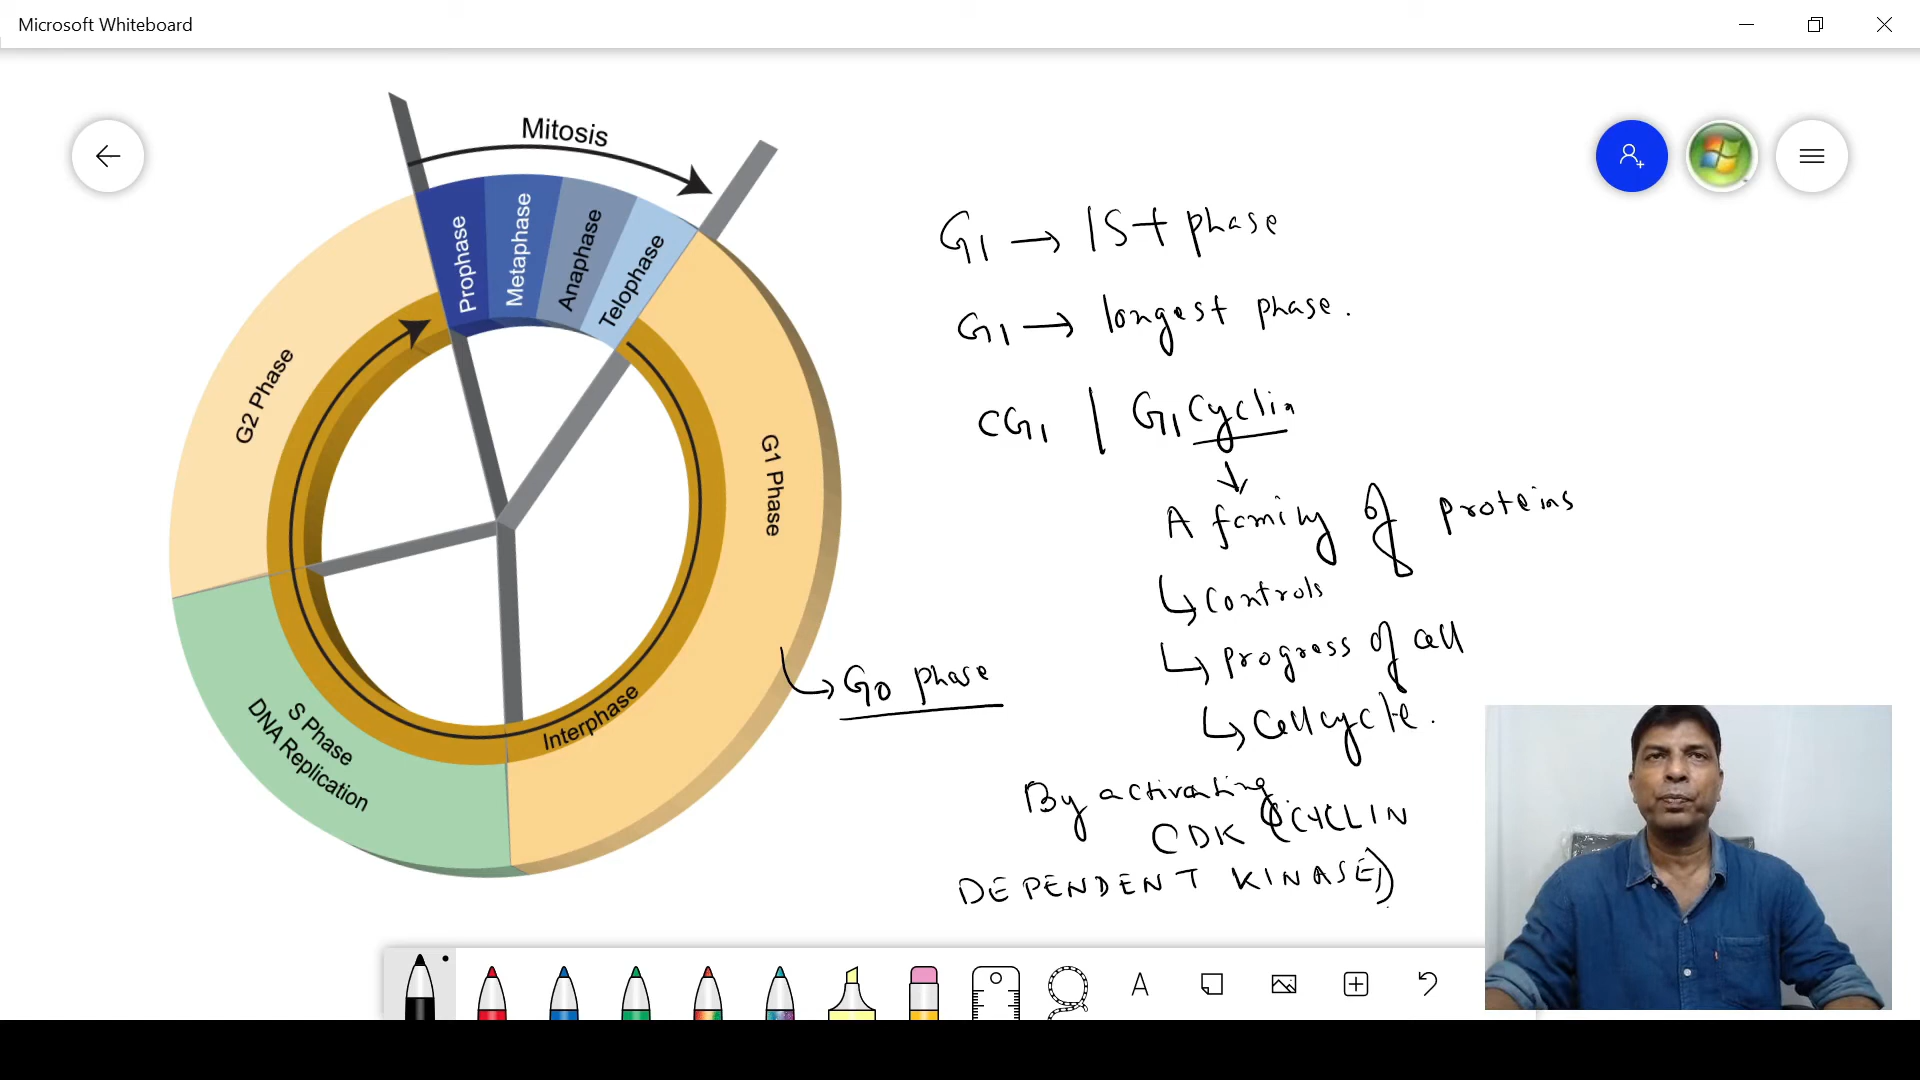 Microsoft Whiteboard
Mitosis
Prophase
Metaphase
Anaphase
Telophase
G2 Phase
G1 Phase
S Phase
DNA Replication
Interphase
G0 phase
G1 → 1St phase
G1 → longest phase.
CG1 | G1 Cyclin
↓
A family of proteins
↳ Controls
↳ Progress of cell
↳ Cell cycle.
By activating
CDK (CYCLIN
DEPENDENT KINASE)
A